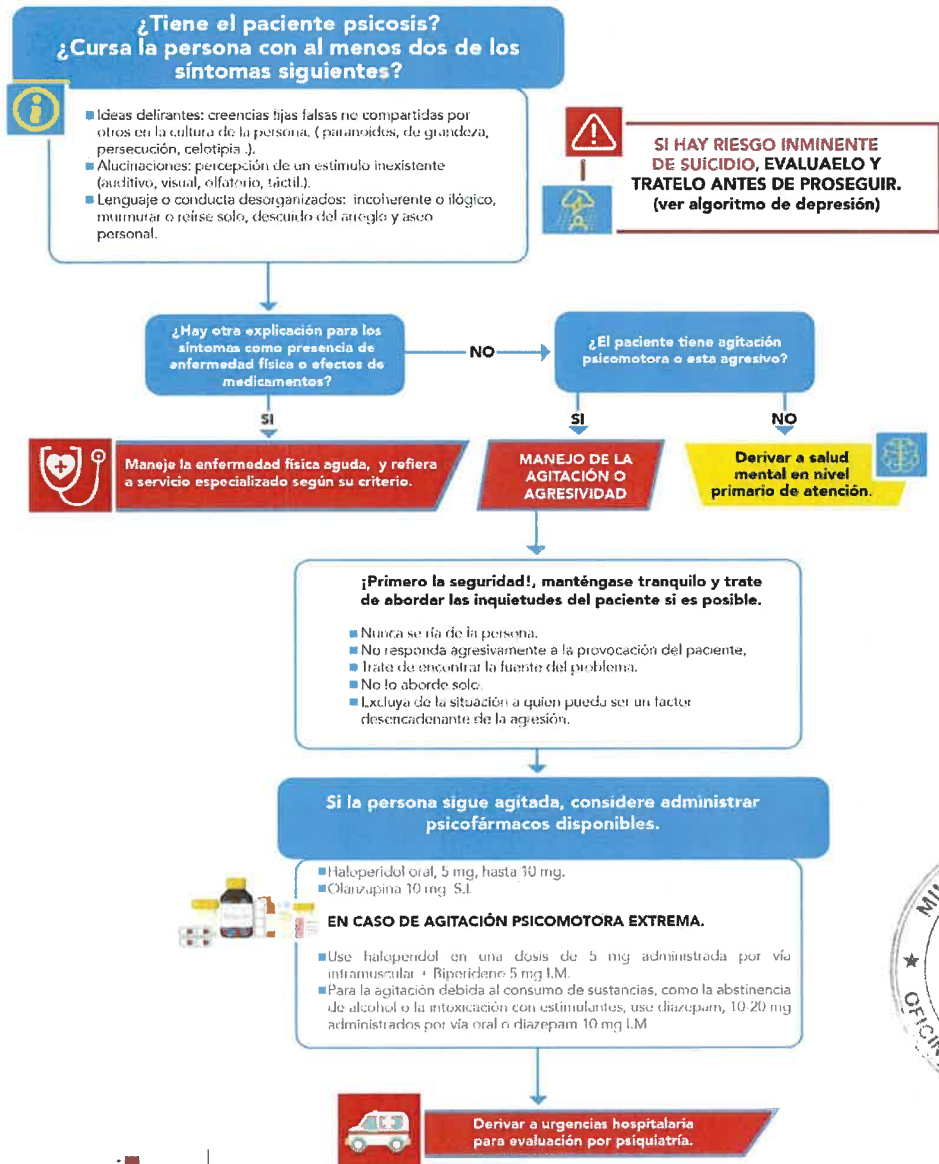 ¿Tiene el paciente psicosis?
¿Cursa la persona con al menos dos de los
síntomas siguientes?
Ideas delirantes: creencias fijas falsas no compartidas por
otros en la cultura de la persona. ( paranoides, de grandeza,
persecución, celotipia .).
Alucinaciones: percepción de un estímulo inexistente
(auditivo, visual, olfatorio, táctil.).
Lenguaje o conducta desorganizados: incoherente o ilógico,
murmurar o reírse solo, descuido del arreglo y aseo
personal.
SI HAY RIESGO INMINENTE
DE SUICIDIO, EVALUAELO Y
TRATELO ANTES DE PROSEGUIR.
(ver algoritmo de depresión)
¿Hay otra explicación para los
síntomas como presencia de
enfermedad física o efectos de
medicamentos?
NO
¿El paciente tiene agitación
psicomotora o esta agresivo?
SI
SI
NO
Maneje la enfermedad física aguda, y refiera
a servicio especializado según su criterio.
MANEJO DE LA
AGITACIÓN O
AGRESIVIDAD
Derivar a salud
mental en nivel
primario de atención.
¡Primero la seguridad!, manténgase tranquilo y trate
de abordar las inquietudes del paciente si es posible.
Nunca se ría de la persona.
No responda agresivamente a la provocación del paciente,
Trate de encontrar la fuente del problema.
No lo aborde solo.
Excluya de la situación a quien pueda ser un factor
desencadenante de la agresión.
Si la persona sigue agitada, considere administrar
psicofármacos disponibles.
Haloperidol oral, 5 mg, hasta 10 mg.
Olanzapina 10 mg S.L
EN CASO DE AGITACIÓN PSICOMOTORA EXTREMA.
Use haloperidol en una dosis de 5 mg administrada por vía
intramuscular + Biperideno 5 mg I.M.
Para la agitación debida al consumo de sustancias, como la abstinencia
de alcohol o la intoxicación con estimulantes, use diazepam, 10-20 mg
administrados por vía oral o diazepam 10 mg I.M
Derivar a urgencias hospitalaria
para evaluación por psiquiatría.